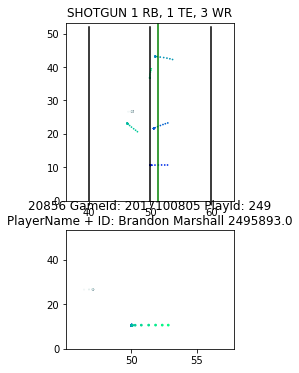 SHOTGUN 1 RB, 1 TE, 3 WR
50
40
30
20
10
0
40 50 60
20856 GameId: 2017100805 PlayId: 249
PlayerName + ID: Brandon Marshall 2495893.0
40
20
0
50 55